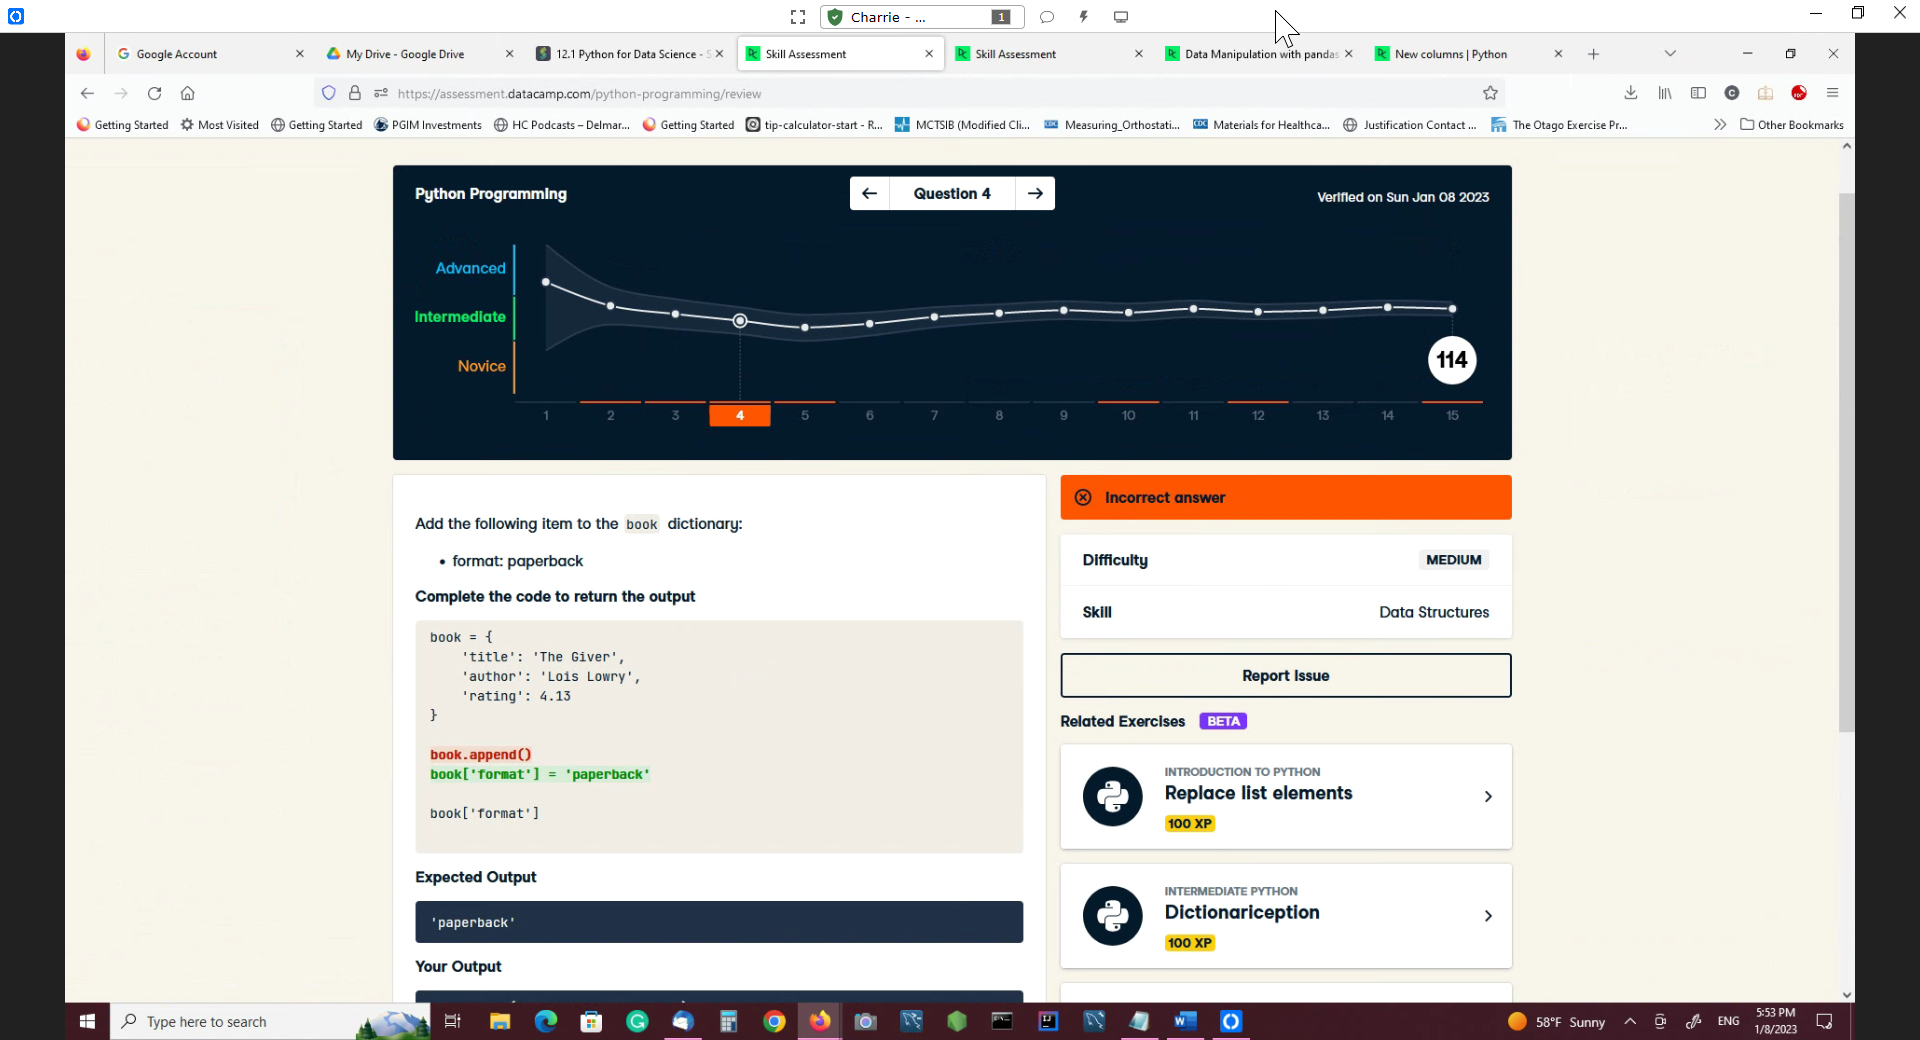 Charrie - ...
1
Google Account
My Drive - Google Drive
12.1 Python for Data Science - S
Skill Assessment
Skill Assessment
Data Manipulation with pandas
New columns | Python
https://assessment.datacamp.com/python-programming/review
Getting Started
Most Visited
Getting Started
PGIM Investments
HC Podcasts – Delmar...
Getting Started
tip-calculator-start - R...
MCTSIB (Modified Cli...
Measuring_Orthostati...
Materials for Healthca...
Justification Contact ...
The Otago Exercise Pr...
Other Bookmarks
Python Programming
Question 4
Verified on Sun Jan 08 2023
Advanced
Intermediate
Novice
114
1 2 3 4 5 6 7 8 9 10 11 12 13 14 15
Add the following item to the book dictionary:
• format: paperback
Complete the code to return the output
book = {
'title': 'The Giver',
'author': 'Lois Lowry',
'rating': 4.13
}
book.append()
book['format'] = 'paperback'
book['format']
Expected Output
'paperback'
Your Output
Incorrect answer
Difficulty
MEDIUM
Skill
Data Structures
Report Issue
Related Exercises
BETA
INTRODUCTION TO PYTHON
Replace list elements
100 XP
INTERMEDIATE PYTHON
Dictionariception
100 XP
Type here to search
58°F Sunny
ENG
5:53 PM
1/8/2023